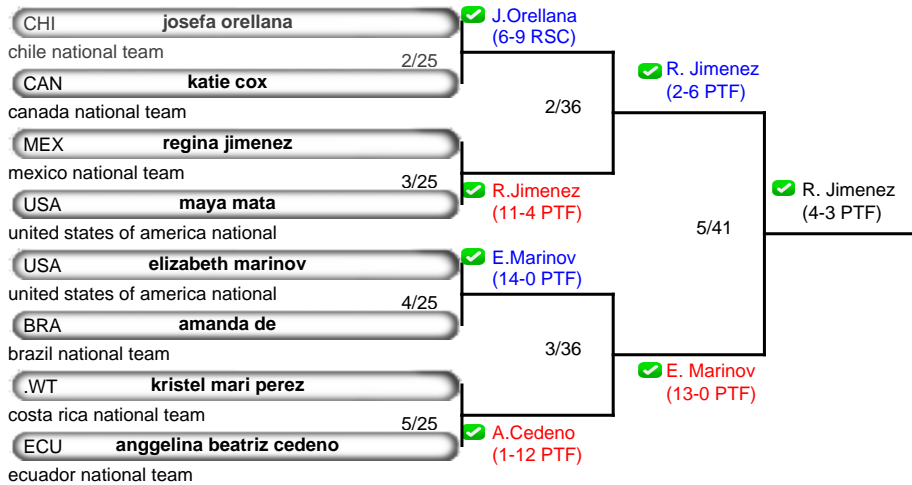 CHI josefa orellana
chile national team
2/25
CAN katie cox
canada national team
MEX regina jimenez
mexico national team
3/25
USA maya mata
united states of america national
USA elizabeth marinov
united states of america national
4/25
BRA amanda de
brazil national team
.WT kristel mari perez
costa rica national team
5/25
ECU anggelina beatriz cedeno
ecuador national team
J.Orellana
(6-9 RSC)
2/36
R.Jimenez
(11-4 PTF)
E.Marinov
(14-0 PTF)
3/36
A.Cedeno
(1-12 PTF)
R. Jimenez
(2-6 PTF)
5/41
E. Marinov
(13-0 PTF)
R. Jimenez
(4-3 PTF)